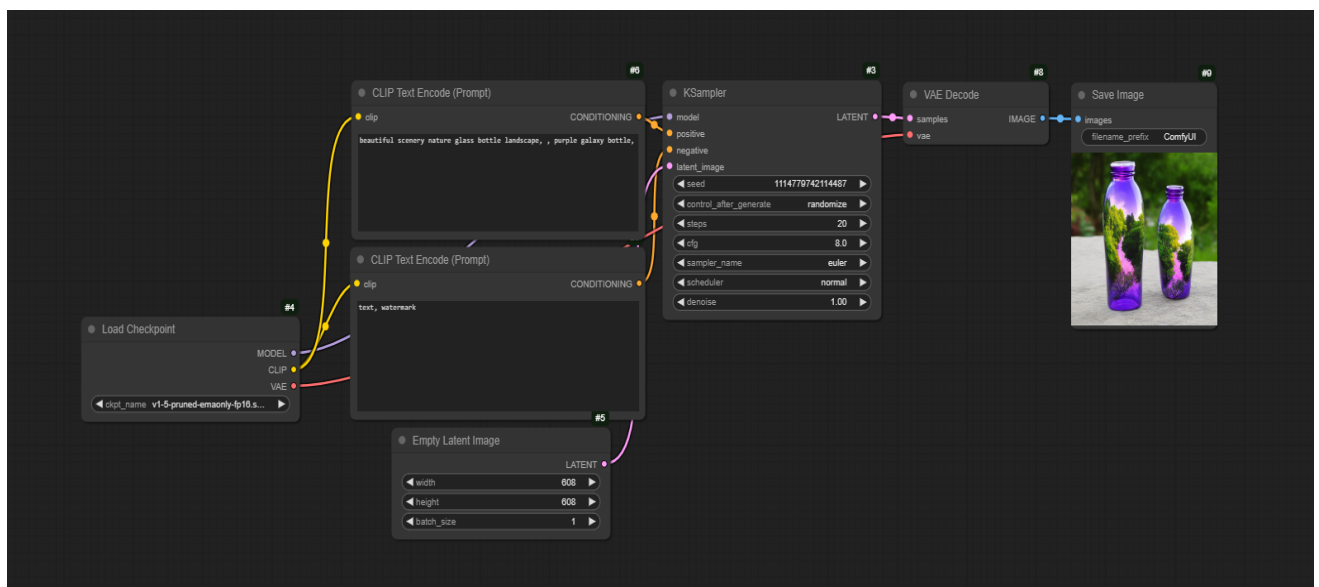 #6
CLIP Text Encode (Prompt)
clip
CONDITIONING
beautiful scenery nature glass bottle landscape, , purple galaxy bottle,
CLIP Text Encode (Prompt)
clip
CONDITIONING
text, watermark
#4
Load Checkpoint
MODEL
CLIP
VAE
ckpt_name v1-5-pruned-emaonly-fp16.s...
#5
Empty Latent Image
LATENT
width 608
height 608
batch_size 1
#3
KSampler
model LATENT
positive
negative
latent_image
seed 1114779742114487
control_after_generate randomize
steps 20
cfg 8.0
sampler_name euler
scheduler normal
denoise 1.00
#8
VAE Decode
samples IMAGE
vae
#9
Save Image
images
filename_prefix ComfyUI